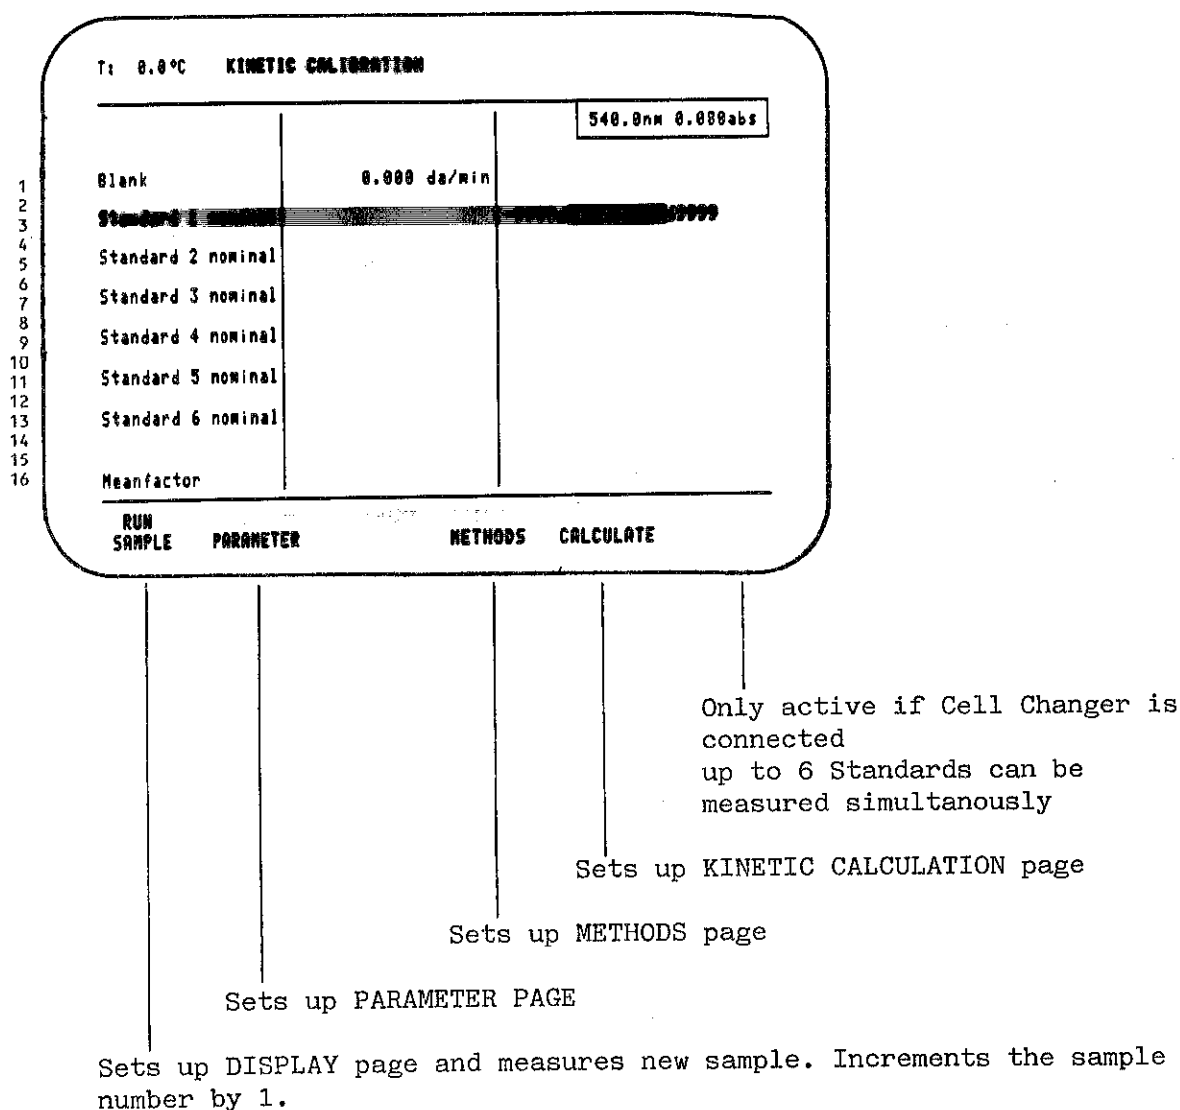 T: 0.0°C KINETIC CALIBRATION
540.0nm 0.080abs
1
Blank 0.000 da/min
2
3
Standard 1
4
5
Standard 2 nominal
6
7
Standard 3 nominal
8
9
Standard 4 nominal
10
11
Standard 5 nominal
12
13
Standard 6 nominal
14
15
16
Meanfactor
RUN
SAMPLE PARAMETER METHODS CALCULATE
Only active if Cell Changer is
connected
up to 6 Standards can be
measured simultanously
Sets up KINETIC CALCULATION page
Sets up METHODS page
Sets up PARAMETER PAGE
Sets up DISPLAY page and measures new sample. Increments the sample
number by 1.